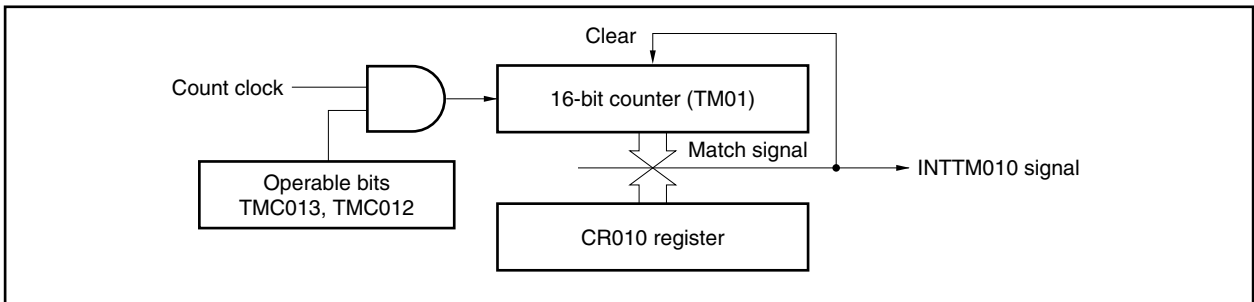 Clear
Count clock
16-bit counter (TM01)
Match signal
INTTM010 signal
Operable bits
TMC013, TMC012
CR010 register